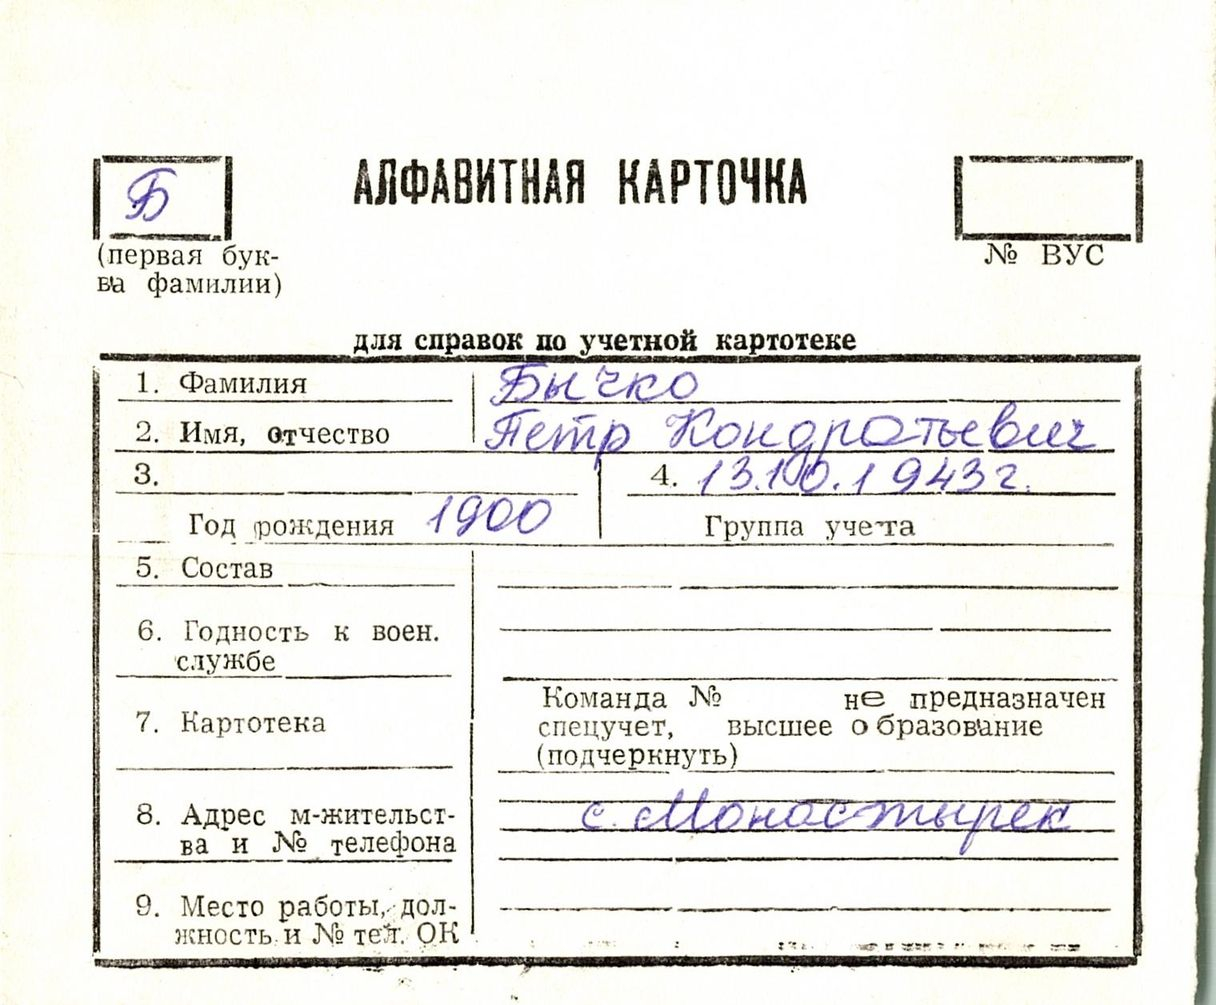 Б
АЛФАВИТНАЯ КАРТОЧКА
(первая бук-
ва фамилии)
№ ВУС
для справок по учетной картотеке
1. Фамилия Бычко
2. Имя, отчество Петр Кондратьевич
3. 4. 13.10.1943г.
Год рождения 1900 Группа учета
5. Состав
6. Годность к воен.
службе
7. Картотека
Команда № не предназначен
спецучет, высшее образование
(подчеркнуть)
8. Адрес м-жительст-
ва и № телефона
с. Монастырек
9. Место работы, дол-
жность и № тел. ОК